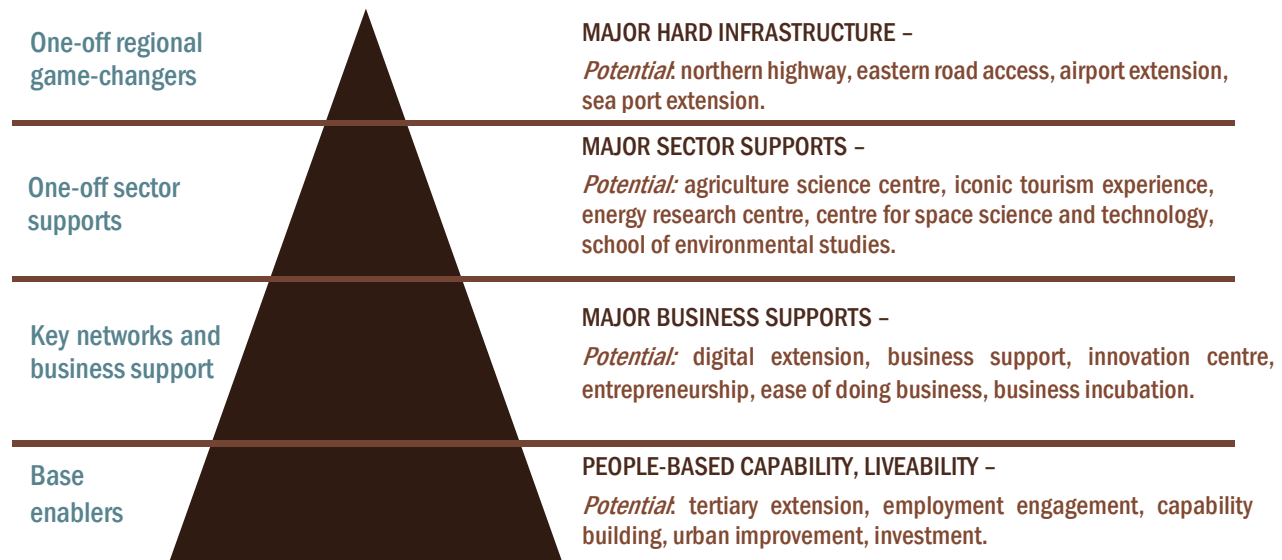 One-off regional
game-changers
MAJOR HARD INFRASTRUCTURE –
Potential: northern highway, eastern road access, airport extension,
sea port extension.
One-off sector
supports
MAJOR SECTOR SUPPORTS –
Potential: agriculture science centre, iconic tourism experience,
energy research centre, centre for space science and technology,
school of environmental studies.
Key networks and
business support
MAJOR BUSINESS SUPPORTS –
Potential: digital extension, business support, innovation centre,
entrepreneurship, ease of doing business, business incubation.
Base
enablers
PEOPLE-BASED CAPABILITY, LIVEABILITY –
Potential: tertiary extension, employment engagement, capability
building, urban improvement, investment.